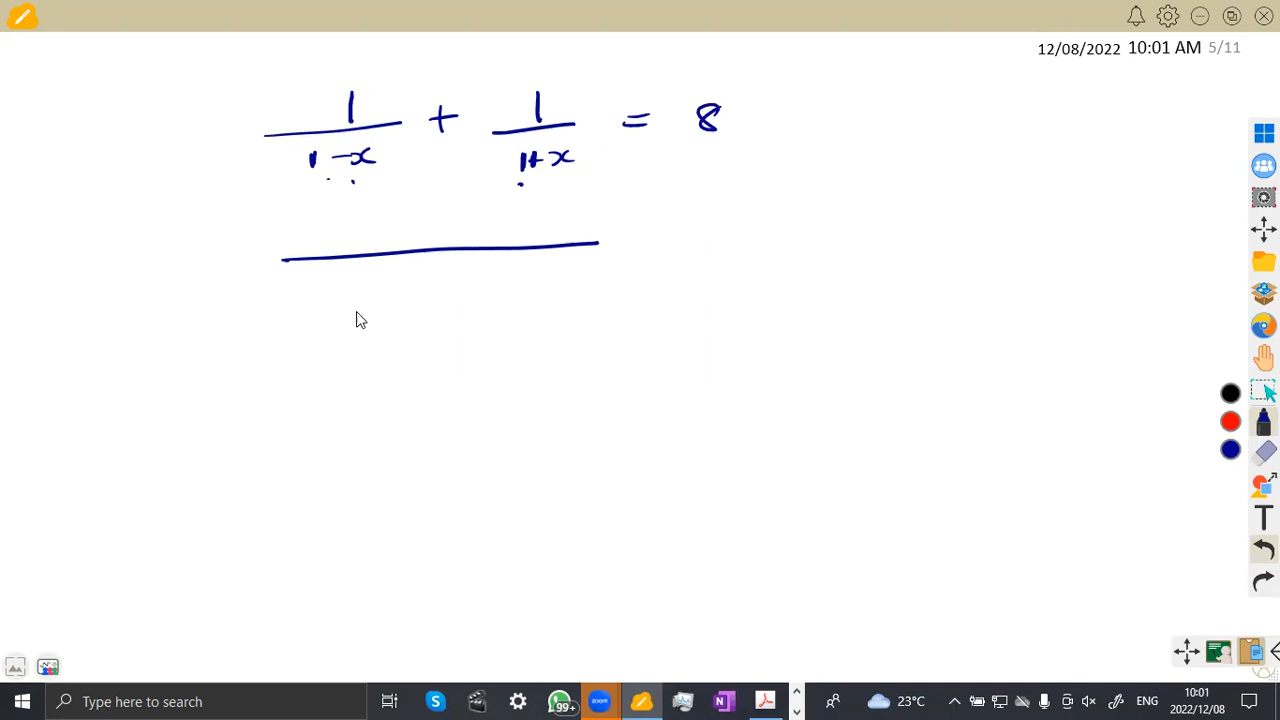 12/08/2022 10:01 AM 5/11
1/(1-x) + 1/(1+x) = 8
T
99+
zoom
N
Type here to search
23°C
ENG
10:01
2022/12/08